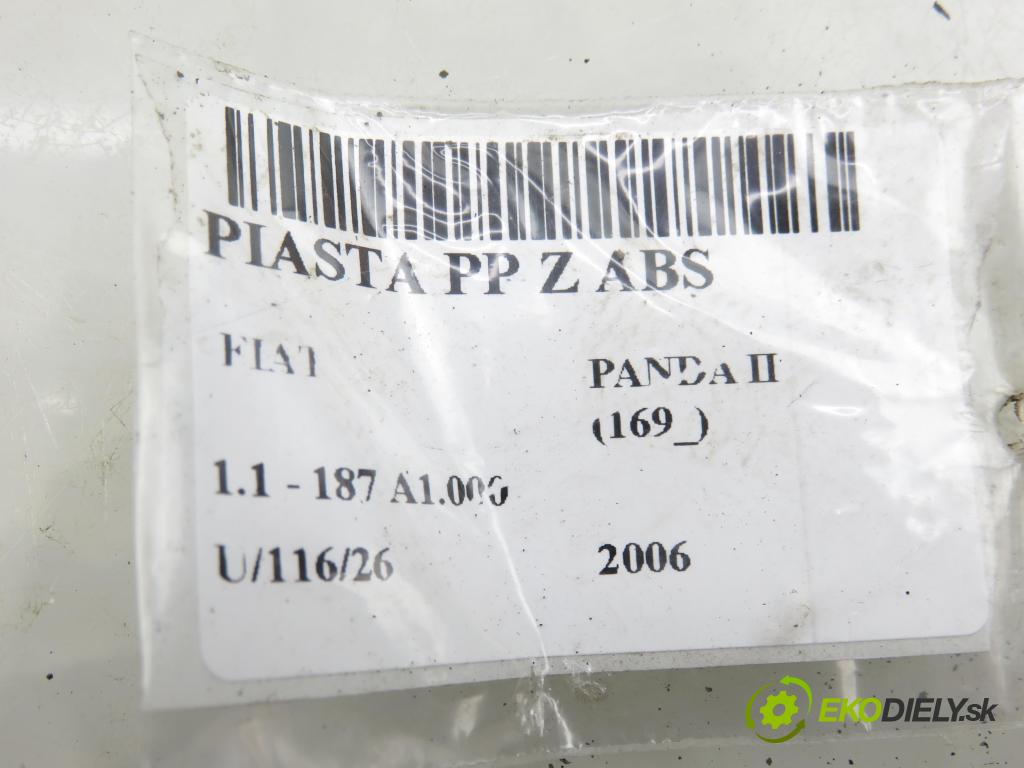 PIASTA PP Z ABS
FIAT
PANDA II
(169_)
1.1 - 187 A1.000
U/116/26
2006
EKODIELY.sk